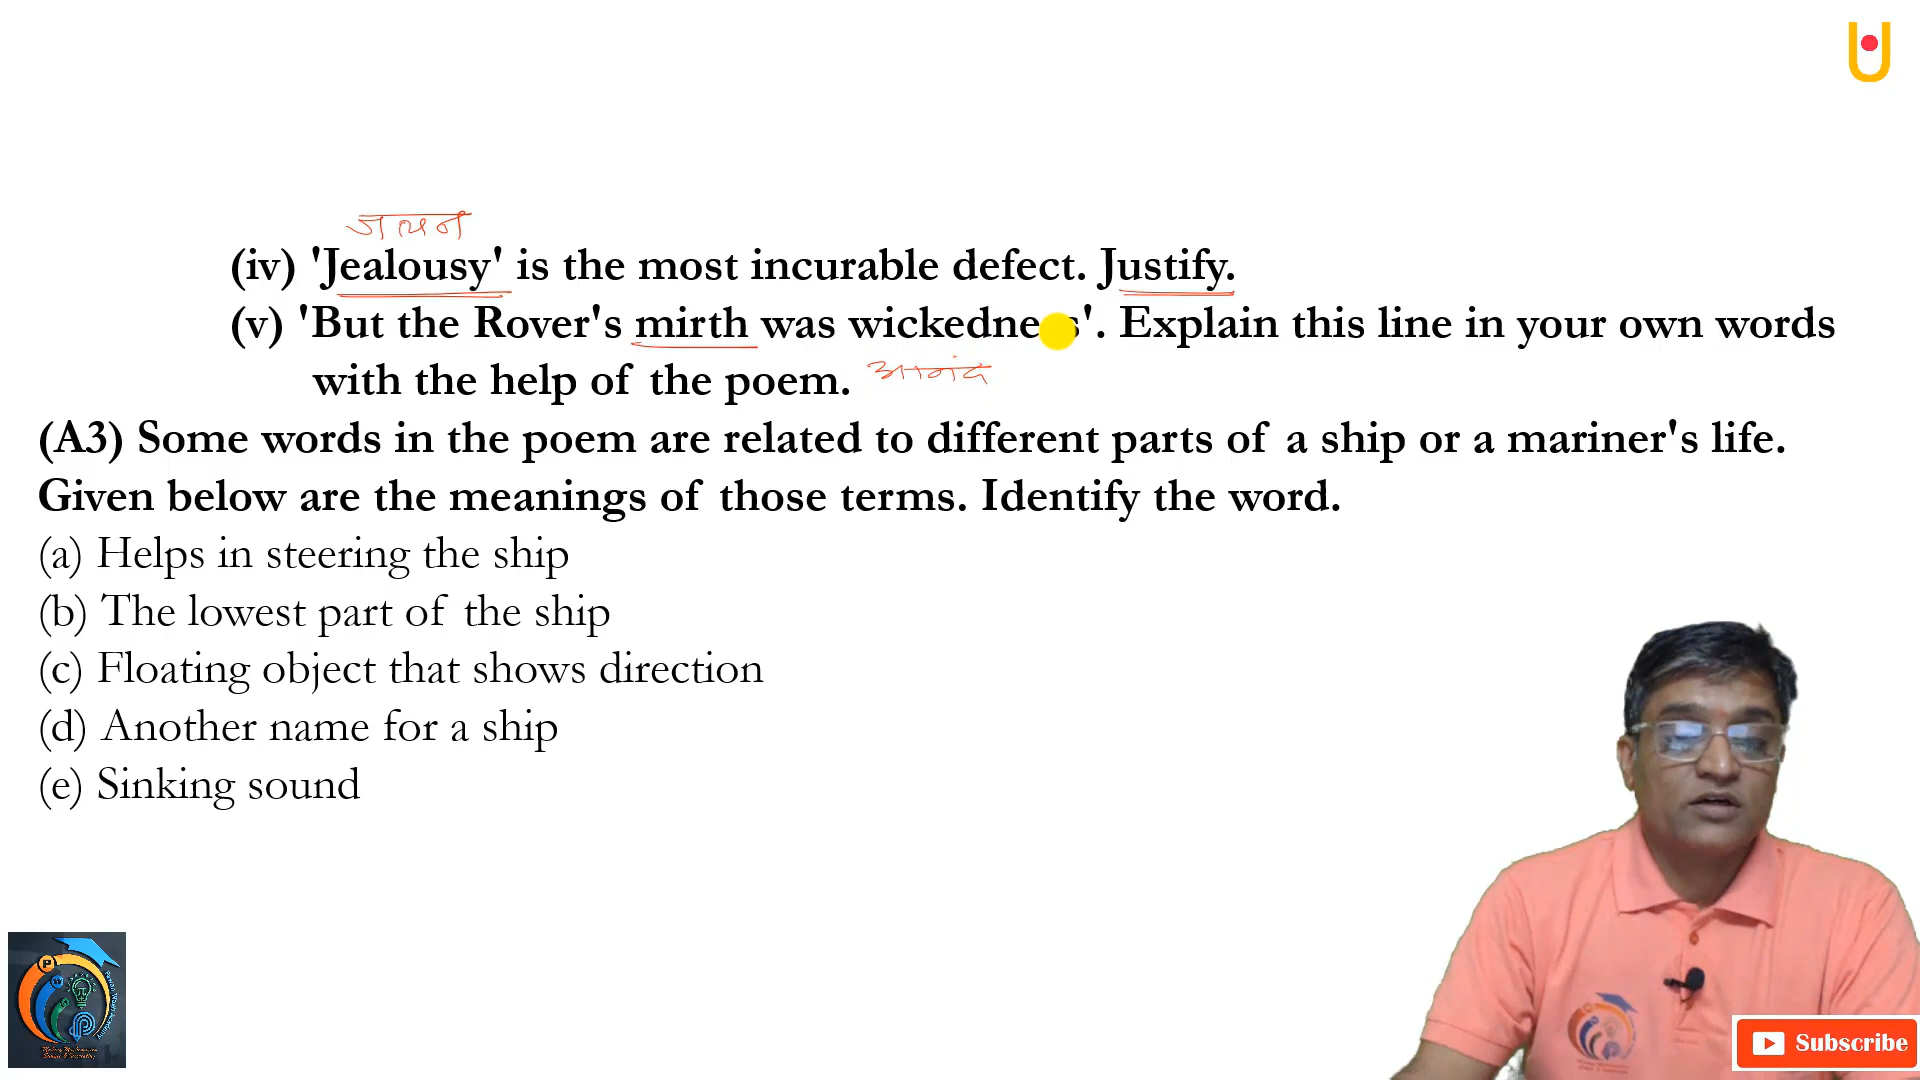 जलन
(iv) 'Jealousy' is the most incurable defect. Justify.
(v) 'But the Rover's mirth was wickedness'. Explain this line in your own words
with the help of the poem. आनंद
(A3) Some words in the poem are related to different parts of a ship or a mariner's life.
Given below are the meanings of those terms. Identify the word.
(a) Helps in steering the ship
(b) The lowest part of the ship
(c) Floating object that shows direction
(d) Another name for a ship
(e) Sinking sound
Subscribe